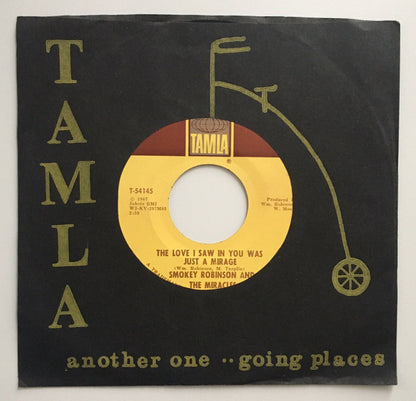 TAMLA
TAMLA
T-54145
℗ 1967
Jobete BMI
2:59
Produced
Wm. Robinson
W. Moo
THE LOVE I SAW IN YOU WAS
JUST A MIRAGE
(Wm. Robinson, M. Tarplin)
SMOKEY ROBINSON AND
THE MIRACLES
another one .. going places